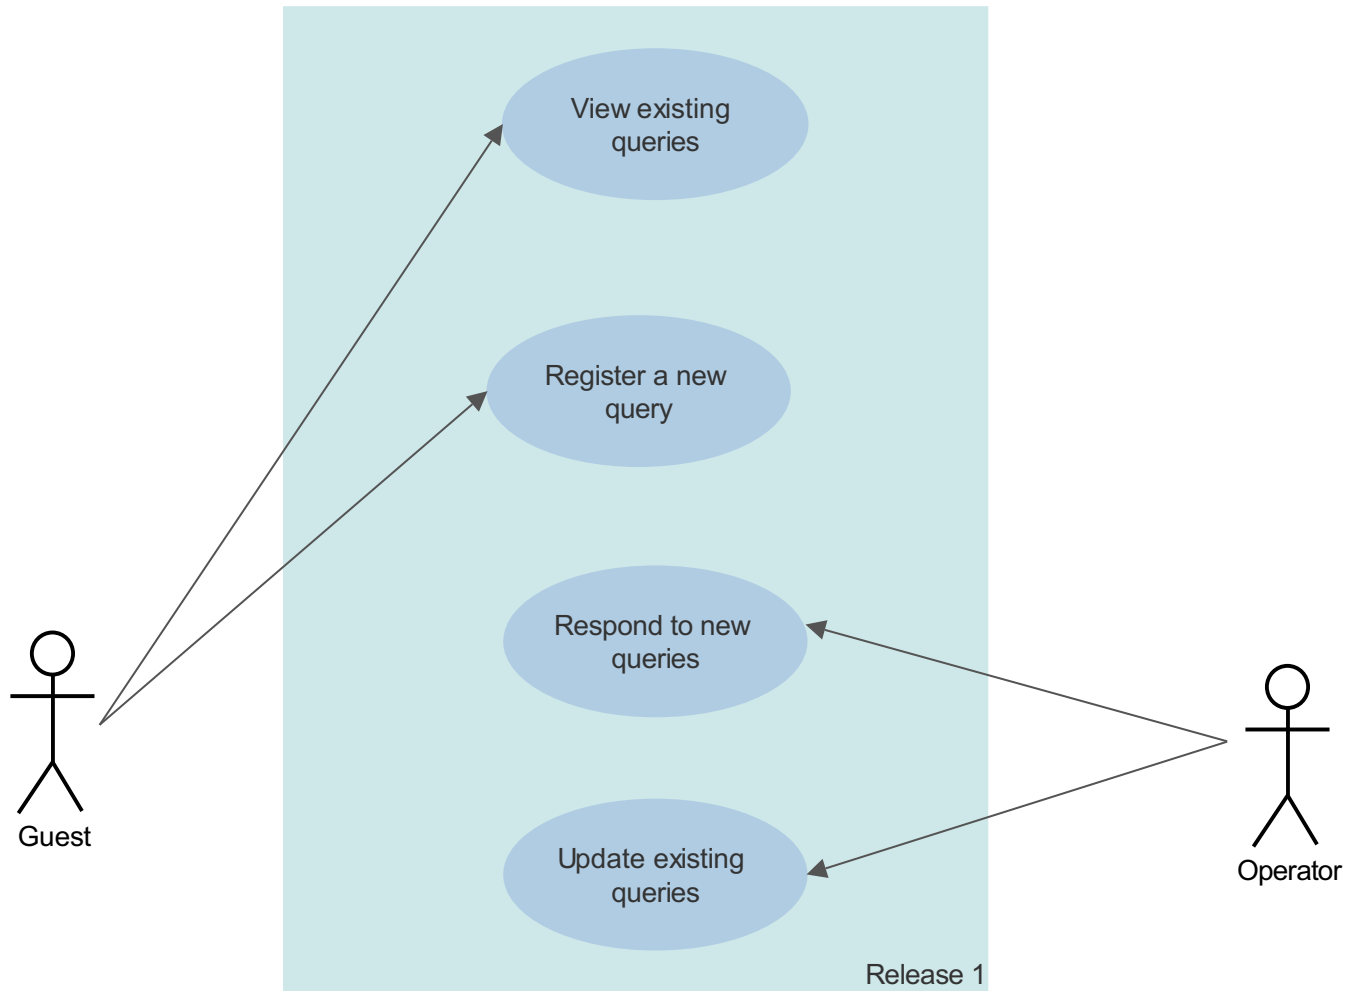 View existing
queries
Register a new
query
Respond to new
queries
Guest
Update existing
queries
Operator
Release 1